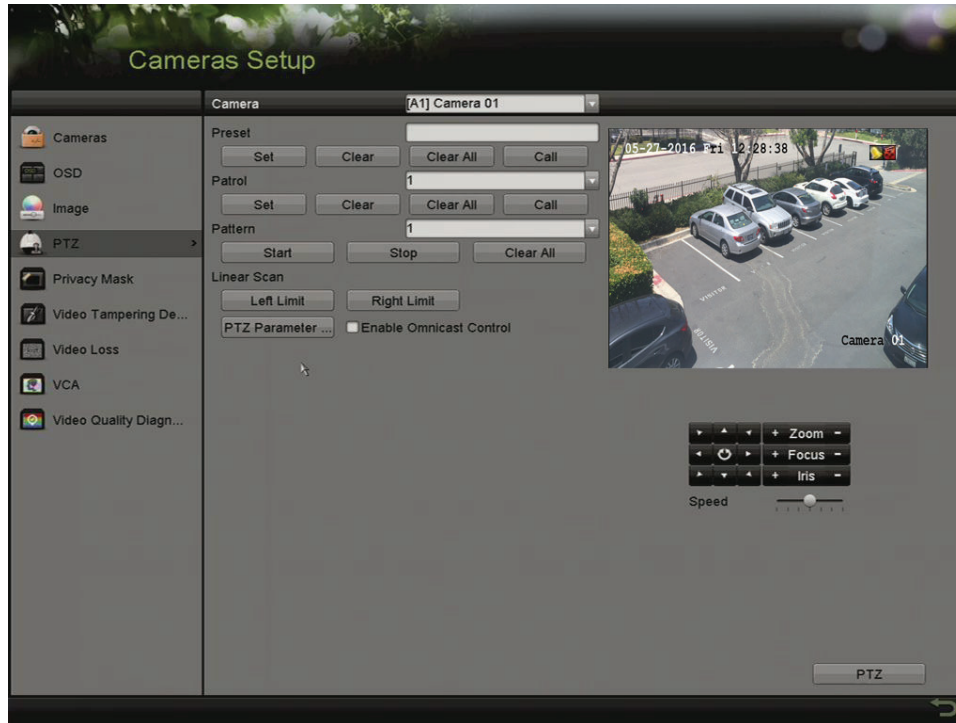 Cameras Setup
Camera [A1] Camera 01
Cameras
OSD
Image
PTZ
Privacy Mask
Video Tampering De...
Video Loss
VCA
Video Quality Diagn...
Preset
Set Clear Clear All Call
Patrol 1
Set Clear Clear All Call
Pattern 1
Start Stop Clear All
Linear Scan
Left Limit Right Limit
PTZ Parameter ... Enable Omnicast Control
05-27-2016 Fri 12:28:38
VISITOR
VISITOR
Camera 01
+ Zoom -
+ Focus -
+ Iris -
Speed
PTZ